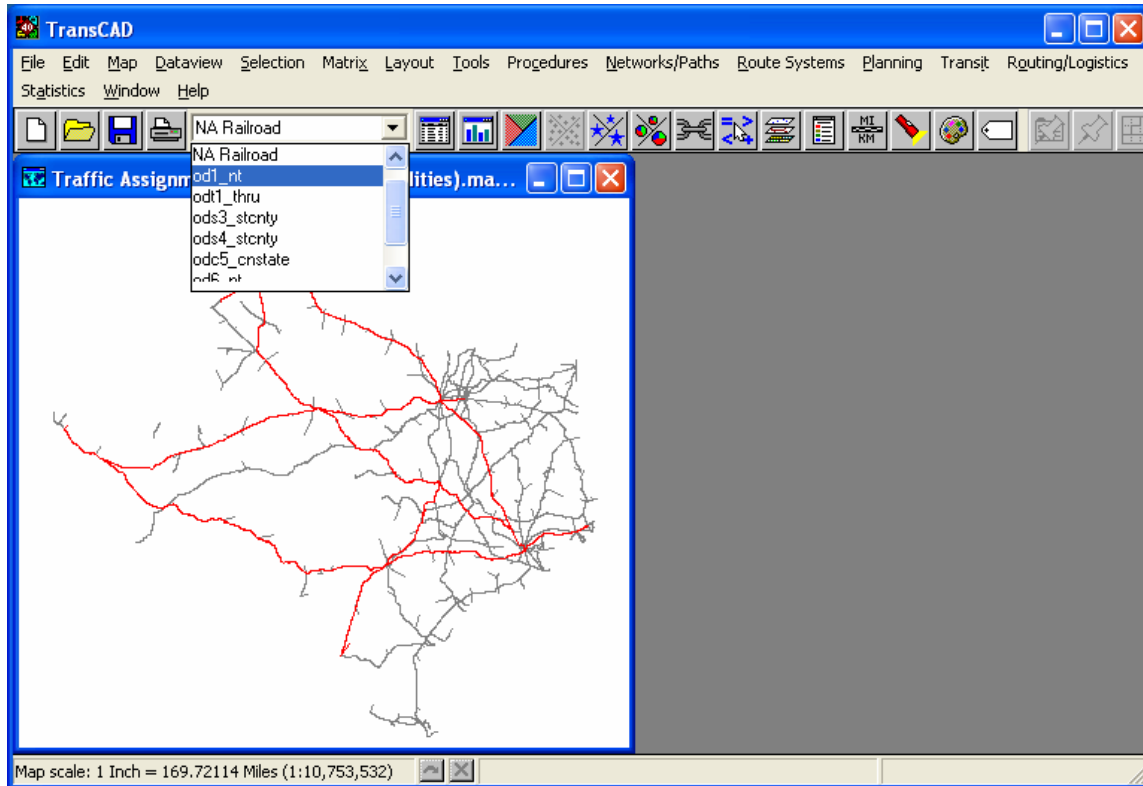 TransCAD
File Edit Map Dataview Selection Matrix Layout Tools Procedures Networks/Paths Route Systems Planning Transit Routing/Logistics
Statistics Window Help
NA Railroad
MI
KM
NA Railroad
od1_nt
Traffic Assignm lities).ma...
odt1_thru
ods3_stcnty
ods4_stcnty
odc5_cnstate
od6_nt
Map scale: 1 Inch = 169.72114 Miles (1:10,753,532)